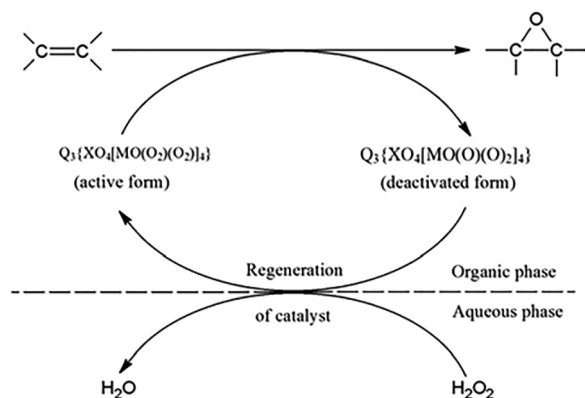 O
C=C
C C
Q₃{XO₄[MO(O₂)(O₂)]₄}
(active form)
Q₃{XO₄[MO(O)(O)₂]₄}
(deactivated form)
Regeneration
Organic phase
of catalyst
Aqueous phase
H₂O
H₂O₂